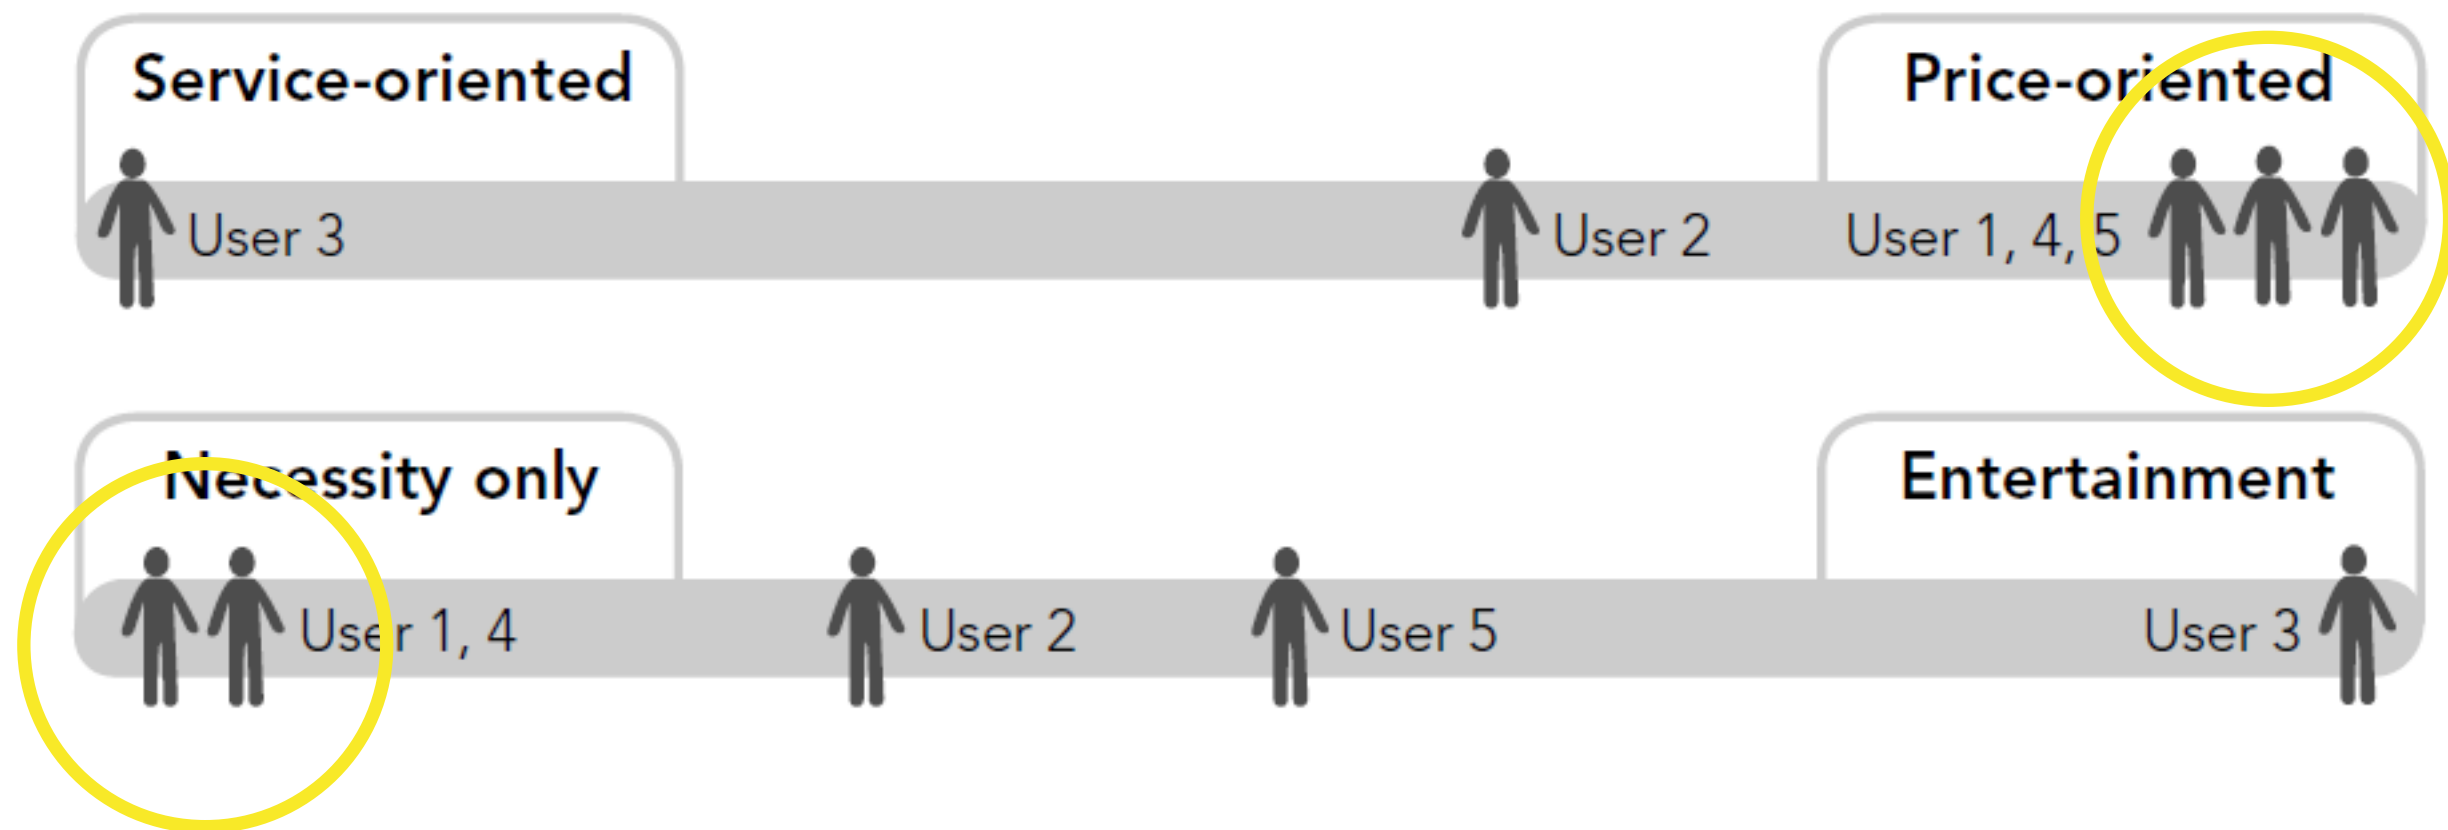 Service-oriented
Price-oriented
User 3
User 2
User 1, 4, 5
Necessity only
Entertainment
User 1, 4
User 2
User 5
User 3